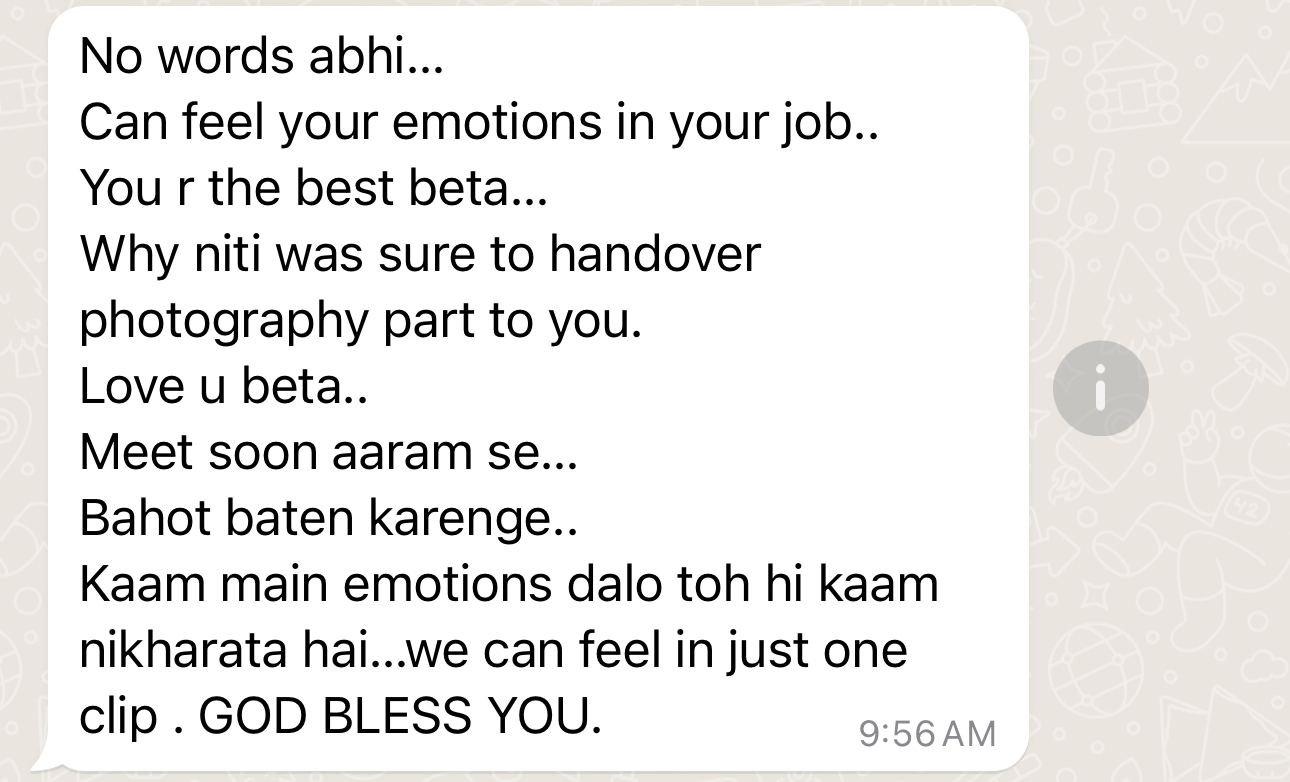 No words abhi...
Can feel your emotions in your job..
You r the best beta...
Why niti was sure to handover
photography part to you.
Love u beta..
Meet soon aaram se...
Bahot baten karenge..
Kaam main emotions dalo toh hi kaam
nikharata hai...we can feel in just one
clip . GOD BLESS YOU.
9:56 AM